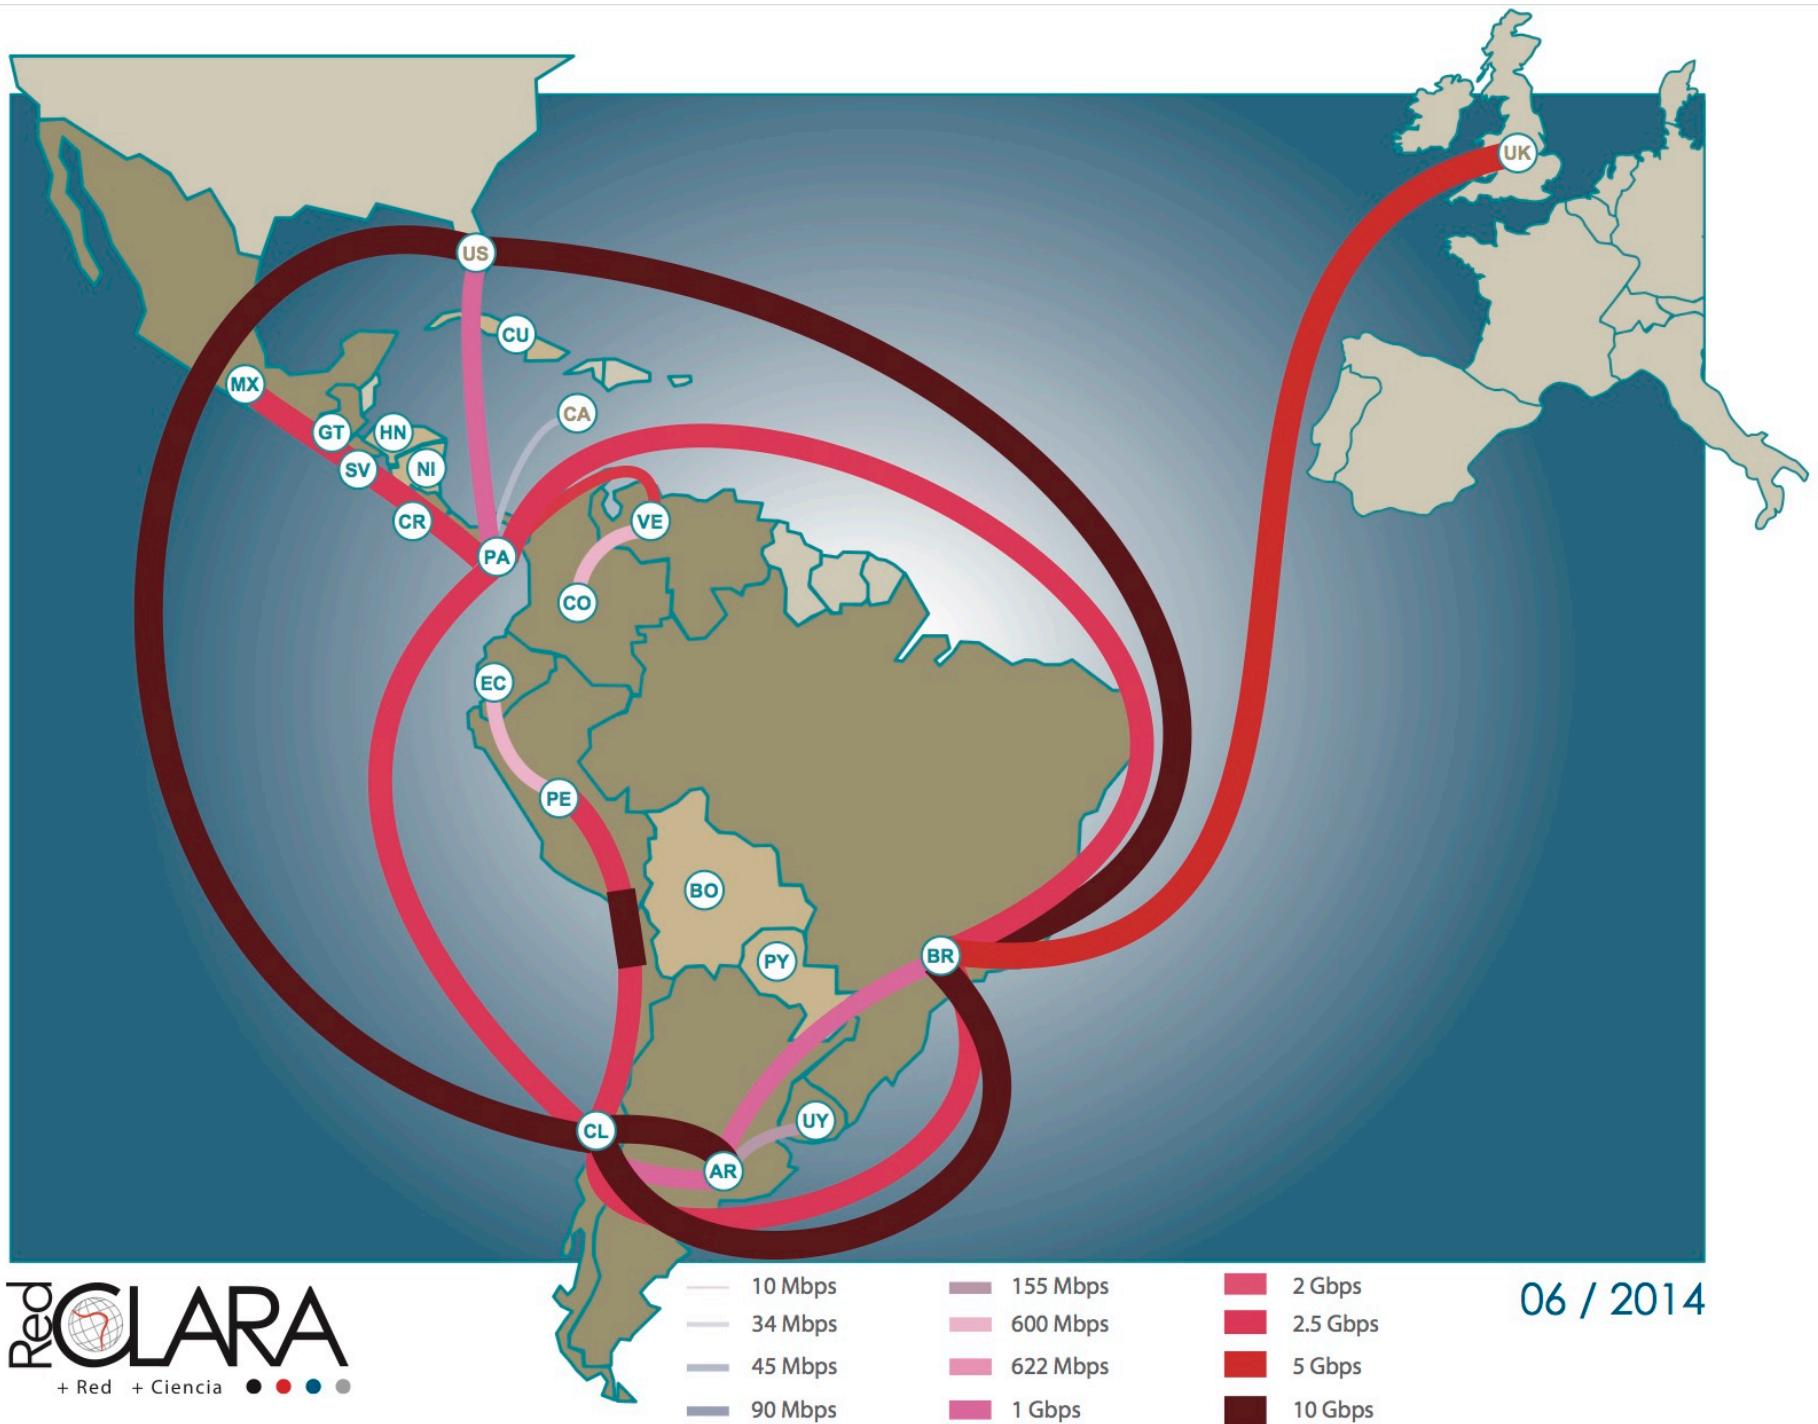 UK
US
CU
MX
CA
GT
HN
SV
NI
CR
VE
PA
CO
EC
PE
BO
BR
PY
UY
CL
AR
Red
CLARA
+ Red + Ciencia
10 Mbps
34 Mbps
45 Mbps
90 Mbps
155 Mbps
600 Mbps
622 Mbps
1 Gbps
2 Gbps
2.5 Gbps
5 Gbps
10 Gbps
06 / 2014